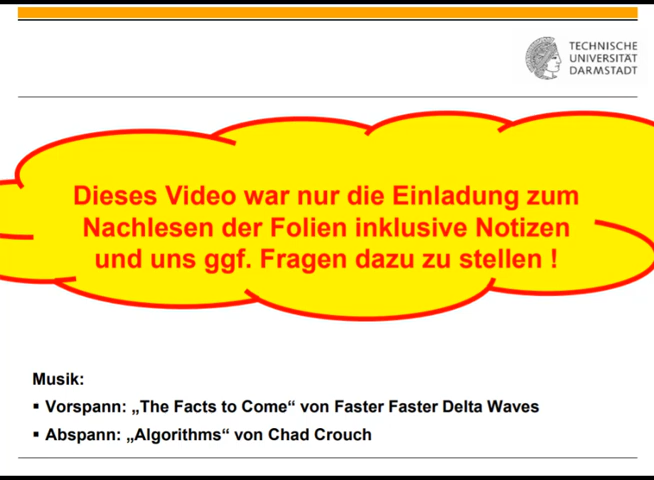 TECHNISCHE
UNIVERSITÄT
DARMSTADT
Dieses Video war nur die Einladung zum
Nachlesen der Folien inklusive Notizen
und uns ggf. Fragen dazu zu stellen !
Musik:
▪ Vorspann: „The Facts to Come“ von Faster Faster Delta Waves
▪ Abspann: „Algorithms“ von Chad Crouch